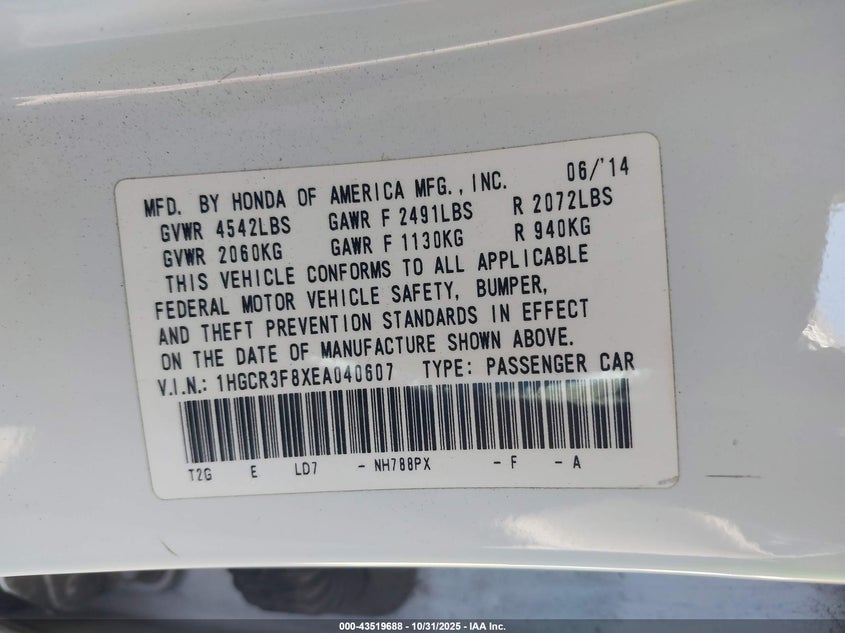 MFD. BY HONDA OF AMERICA MFG., INC. 06/'14
GVWR 4542LBS GAWR F 2491LBS R 2072LBS
GVWR 2060KG GAWR F 1130KG R 940KG
THIS VEHICLE CONFORMS TO ALL APPLICABLE
FEDERAL MOTOR VEHICLE SAFETY, BUMPER,
AND THEFT PREVENTION STANDARDS IN EFFECT
ON THE DATE OF MANUFACTURE SHOWN ABOVE.
V.I.N.: 1HGCR3F8XEA040607 TYPE: PASSENGER CAR
T2G E LD7 - NH788PX - F - A
000-43519688 - 10/31/2025 - IAA Inc.